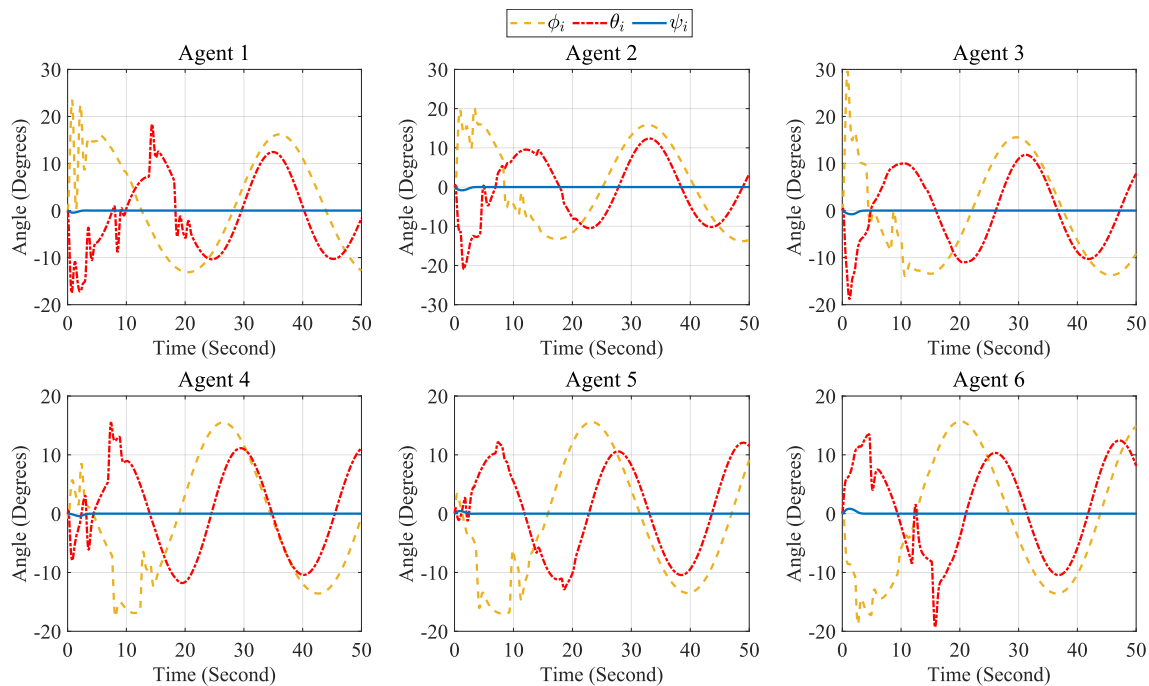 ϕᵢ θᵢ ψᵢ
Agent 1 Agent 2 Agent 3
30 30 30
20 20 20
10 10 10
0 0 0
-10 -10 -10
-20 -20
-30 -20
Angle (Degrees) Angle (Degrees) Angle (Degrees)
0 10 20 30 40 50 0 10 20 30 40 50 0 10 20 30 40 50
Time (Second) Time (Second) Time (Second)
Agent 4 Agent 5 Agent 6
20 20 20
10 10 10
0 0 0
-10 -10 -10
-20 -20 -20
Angle (Degrees) Angle (Degrees) Angle (Degrees)
0 10 20 30 40 50 0 10 20 30 40 50 0 10 20 30 40 50
Time (Second) Time (Second) Time (Second)